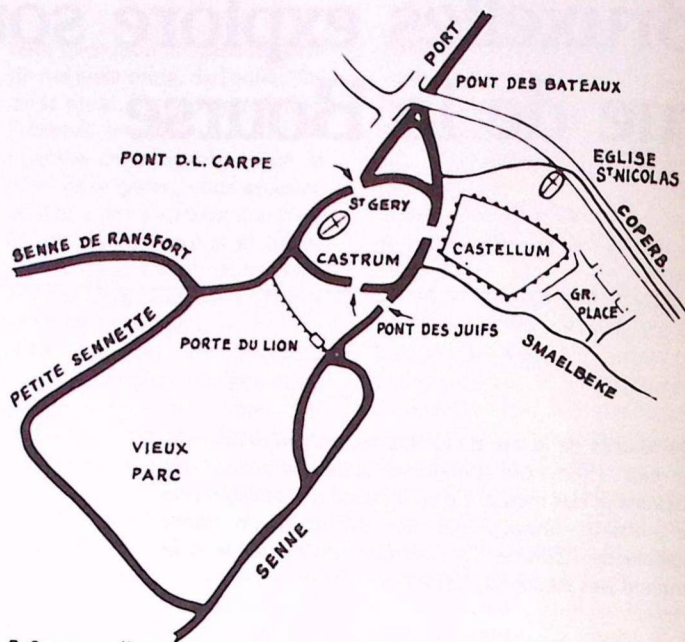 PORT
PONT DES BATEAUX
EGLISE
ST NICOLAS
COPERB.
PONT D.L. CARPE
ST GERY
CASTRUM
CASTELLUM
GR.
PLACE
SENNE DE RANSFORT
PETITE SENNETTE
PORTE DU LION
PONT DES JUIFS
SMAELBEKE
VIEUX
PARC
SENNE